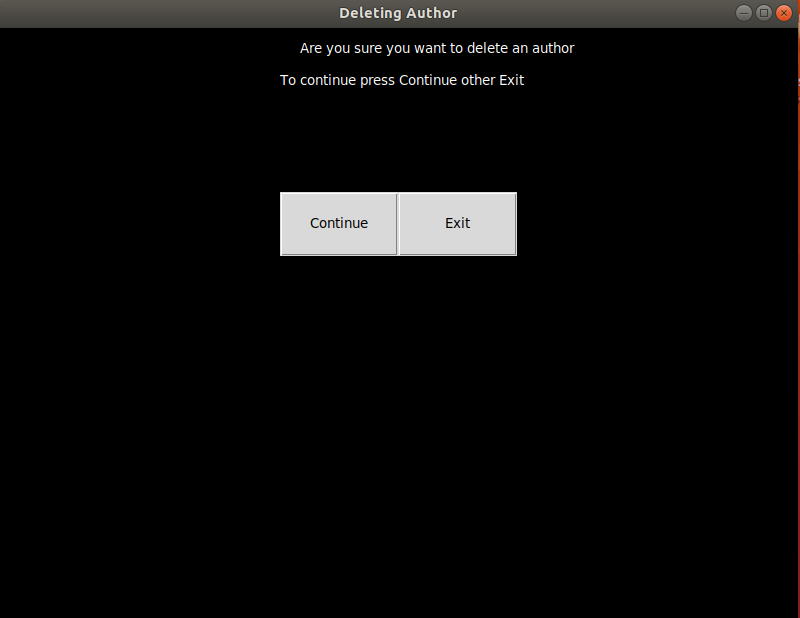 Deleting Author
Are you sure you want to delete an author
To continue press Continue other Exit
Continue
Exit